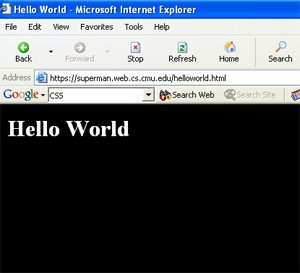 Hello World - Microsoft Internet Explorer
File Edit View Favorites Tools Help
Back Forward Stop Refresh Home Search
Address https://superman.web.cs.cmu.edu/helloworld.html
Google CSS Search Web Search Site
Hello World